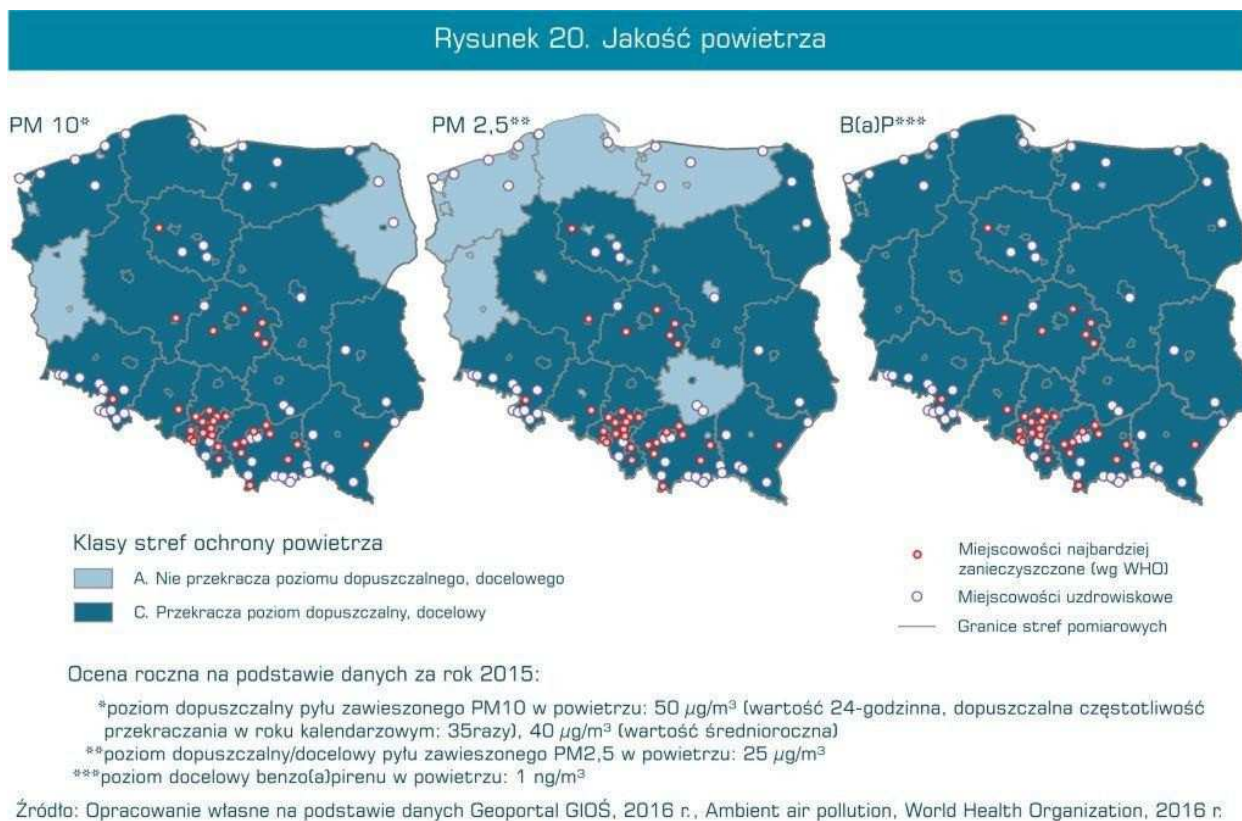 Rysunek 20. Jakość powietrza
PM 10*
PM 2,5**
B(a)P***
Klasy stref ochrony powietrza
A. Nie przekracza poziomu dopuszczalnego, docelowego
C. Przekracza poziom dopuszczalny, docelowy
Miejscowości najbardziej
zanieczyszczone (wg WHO)
Miejscowości uzdrowiskowe
Granice stref pomiarowych
Ocena roczna na podstawie danych za rok 2015:
*poziom dopuszczalny pyłu zawieszonego PM10 w powietrzu: 50 µg/m³ (wartość 24-godzinna, dopuszczalna częstotliwość
przekraczania w roku kalendarzowym: 35razy), 40 µg/m³ (wartość średnioroczna)
**poziom dopuszczalny/docelowy pyłu zawieszonego PM2,5 w powietrzu: 25 µg/m³
***poziom docelowy benzo(a)pirenu w powietrzu: 1 ng/m³
Źródło: Opracowanie własne na podstawie danych Geoportal GIOŚ, 2016 r., Ambient air pollution, World Health Organization, 2016 r.